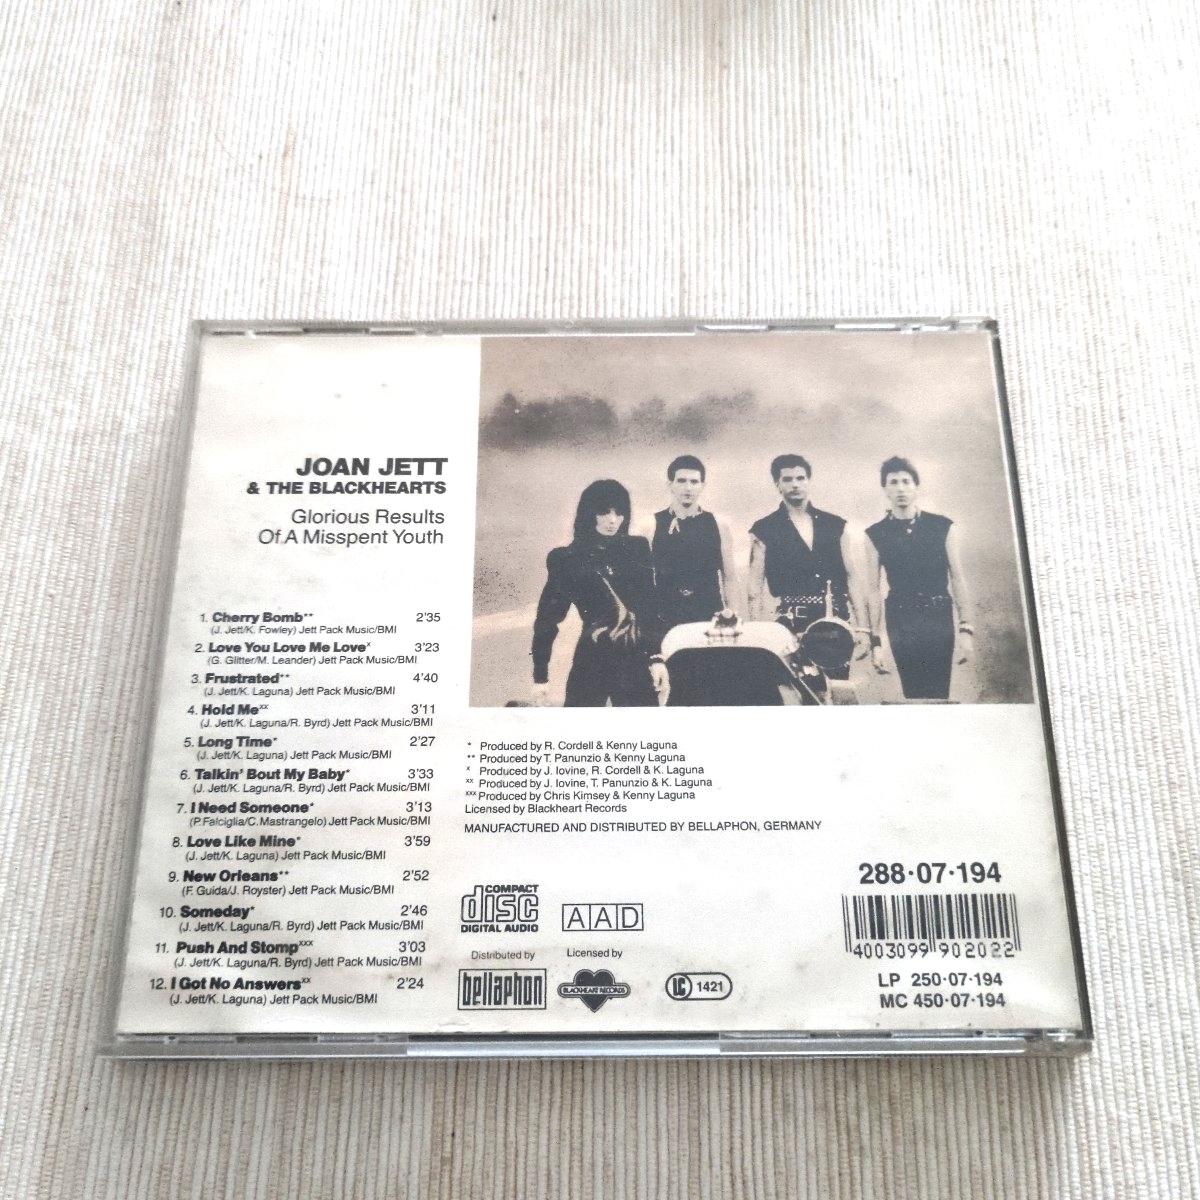 JOAN JETT
& THE BLACKHEARTS
Glorious Results
Of A Misspent Youth
1. Cherry Bomb** 2'35
(J. Jett/K. Fowley) Jett Pack Music/BMI
2. Love You Love Me Love x 3'23
(G. Glitter/M. Leander) Jett Pack Music/BMI
3. Frustrated** 4'40
(J. Jett/K. Laguna) Jett Pack Music/BMI
4. Hold Me xx 3'11
(J. Jett/K. Laguna/R. Byrd) Jett Pack Music/BMI
5. Long Time* 2'27
(J. Jett/K. Laguna) Jett Pack Music/BMI
6. Talkin' Bout My Baby* 3'33
(J. Jett/K. Laguna/R. Byrd) Jett Pack Music/BMI
7. I Need Someone* 3'13
(P. Falciglia/C. Mastrangelo) Jett Pack Music/BMI
8. Love Like Mine* 3'59
(J. Jett/K. Laguna) Jett Pack Music/BMI
9. New Orleans** 2'52
(F. Guida/J. Royster) Jett Pack Music/BMI
10. Someday* 2'46
(J. Jett/K. Laguna/R. Byrd) Jett Pack Music/BMI
11. Push And Stomp xxx 3'03
(J. Jett/K. Laguna/R. Byrd) Jett Pack Music/BMI
12. I Got No Answers xx 2'24
(J. Jett/K. Laguna) Jett Pack Music/BMI
* Produced by R. Cordell & Kenny Laguna
** Produced by T. Panunzio & Kenny Laguna
x Produced by J. Iovine, R. Cordell & K. Laguna
xx Produced by J. Iovine, T. Panunzio & K. Laguna
xxx Produced by Chris Kimsey & Kenny Laguna
Licensed by Blackheart Records
MANUFACTURED AND DISTRIBUTED BY BELLAPHON, GERMANY
COMPACT
disc
DIGITAL AUDIO
AAD
Distributed by
bellaphon
Licensed by
BLACKHEART RECORDS
LC 1421
288·07·194
4003099 902022
LP 250·07·194
MC 450·07·194